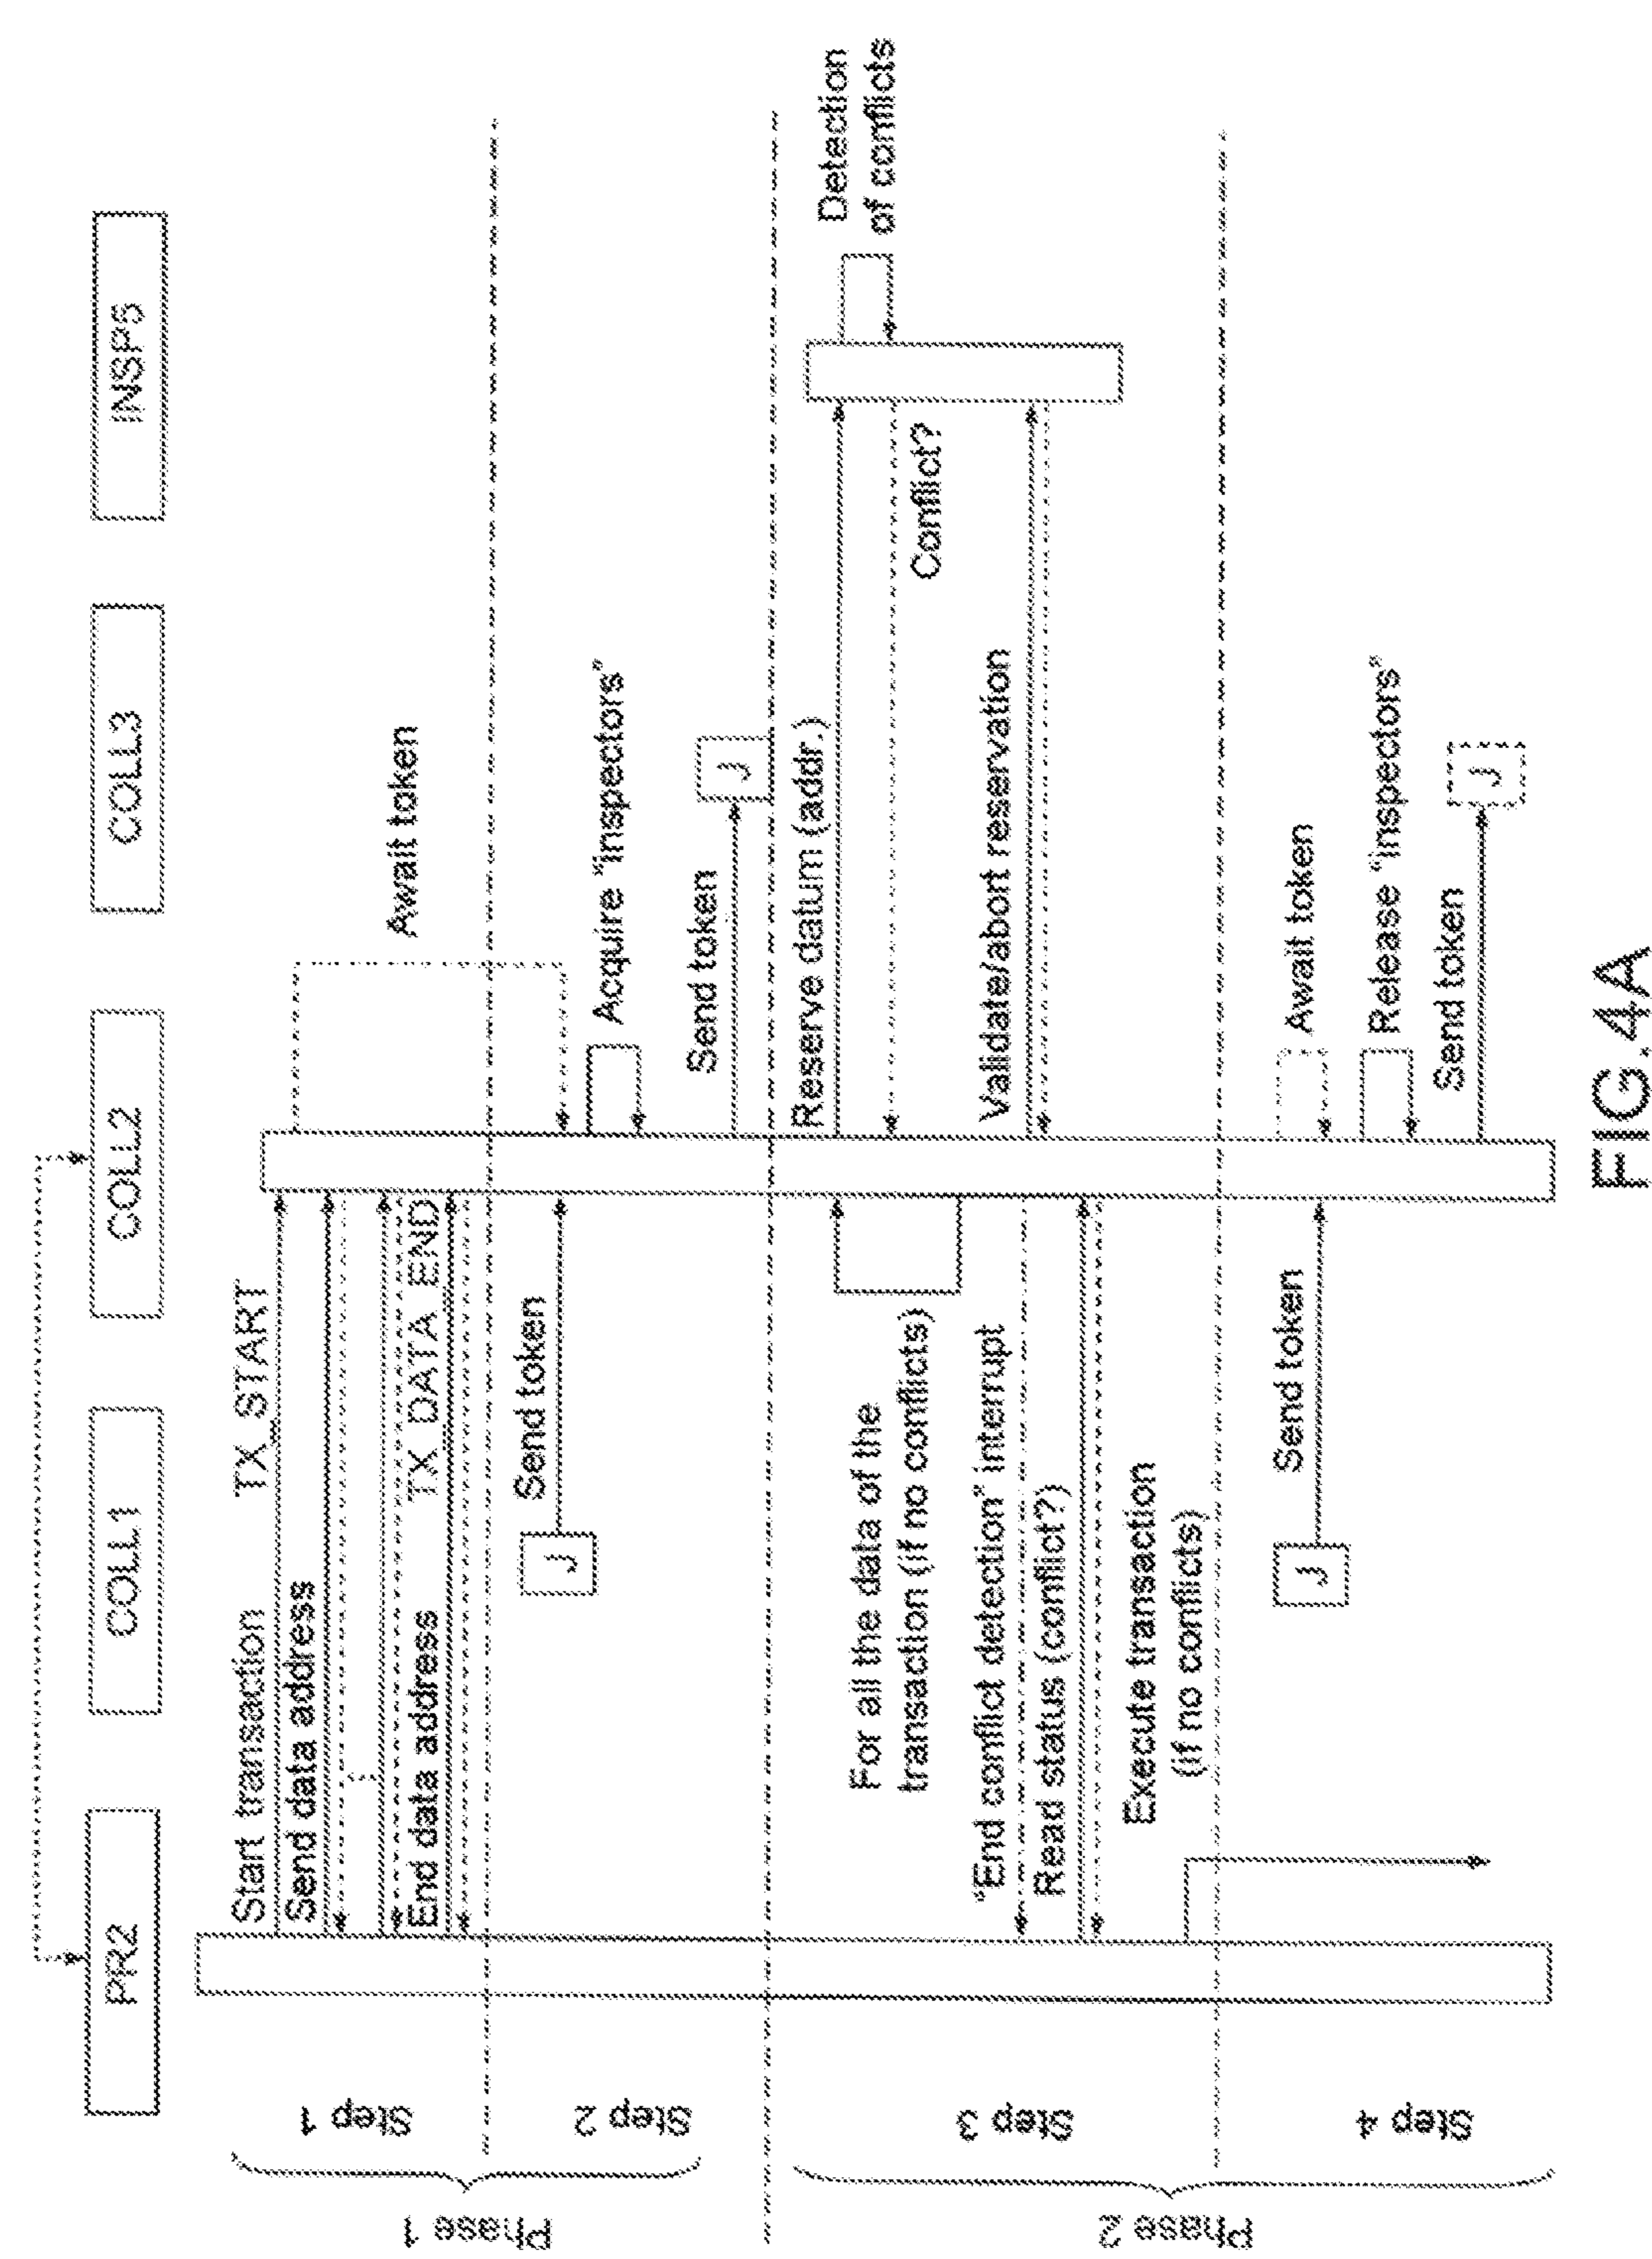 PR2
COLL1
COLL2
COLL3
INSP5
Phase 1
Step 1
Start transaction
TX_START
Send data address
End data address
TX_DATA_END
Await token
Step 2
Send token
J
Acquire "inspectors"
Send token
J
Phase 2
Step 3
Reserve datum (addr.)
Detection
of conflicts
Conflict?
For all the data of the
transaction (if no conflicts)
Validate/abort reservation
"End conflict detection" interrupt
Read status (conflict?)
Execute transaction
(if no conflicts)
Step 4
Send token
J
Await token
Release "inspectors"
Send token
J
FIG.4A